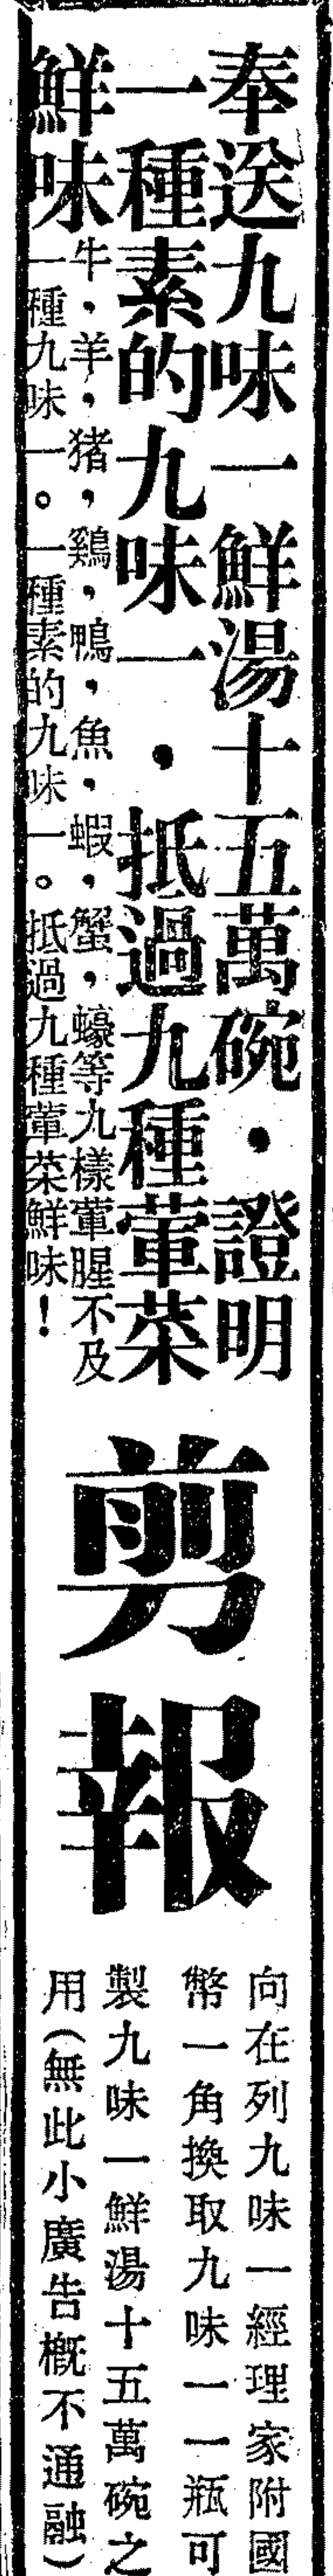 奉送九味一鮮湯十五萬碗・證明
一種素的九味一・抵過九種葷菜
鮮味
牛，羊，猪，鷄，鴨，魚，蝦，蟹，蠔等九樣葷腥不及
一種九味一。一種素的九味一。抵過九種葷菜鮮味！
剪報
向在列九味一經理家附國
幣一角換取九味一一瓶可
製九味一鮮湯十五萬碗之
用（無此小廣告概不通融）